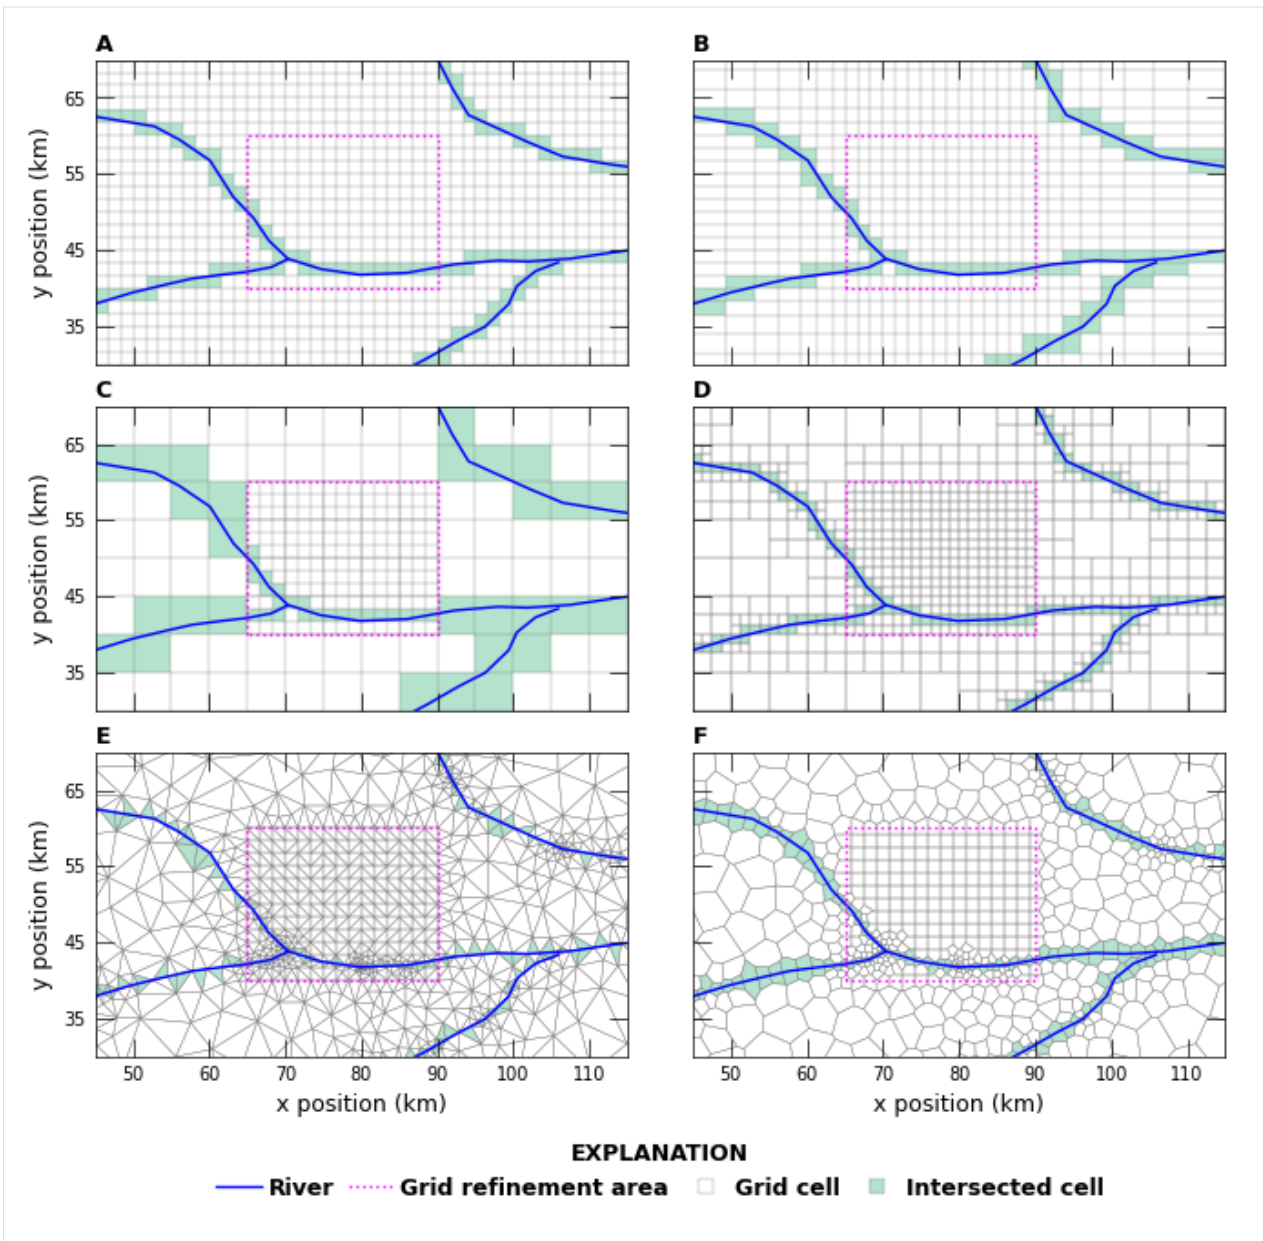 A
B
65
55
45
35
y position (km)
C
D
65
55
45
35
y position (km)
E
F
65
55
45
35
y position (km)
50 60 70 80 90 100 110
50 60 70 80 90 100 110
x position (km)
x position (km)
EXPLANATION
River Grid refinement area Grid cell Intersected cell